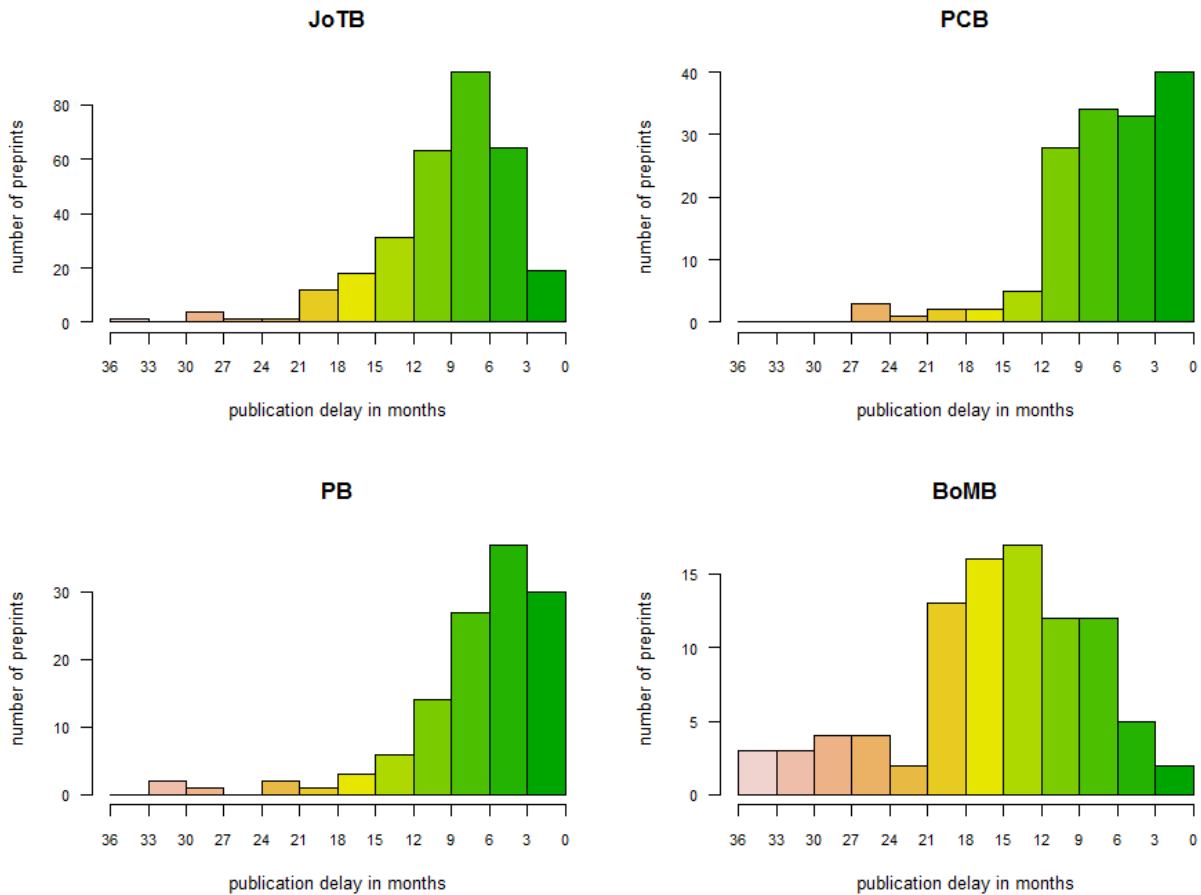 JoTB
number of preprints
80
60
40
20
0
36 33 30 27 24 21 18 15 12 9 6 3 0
publication delay in months
PCB
number of preprints
40
30
20
10
0
36 33 30 27 24 21 18 15 12 9 6 3 0
publication delay in months
PB
number of preprints
30
20
10
0
36 33 30 27 24 21 18 15 12 9 6 3 0
publication delay in months
BoMB
number of preprints
15
10
5
0
36 33 30 27 24 21 18 15 12 9 6 3 0
publication delay in months